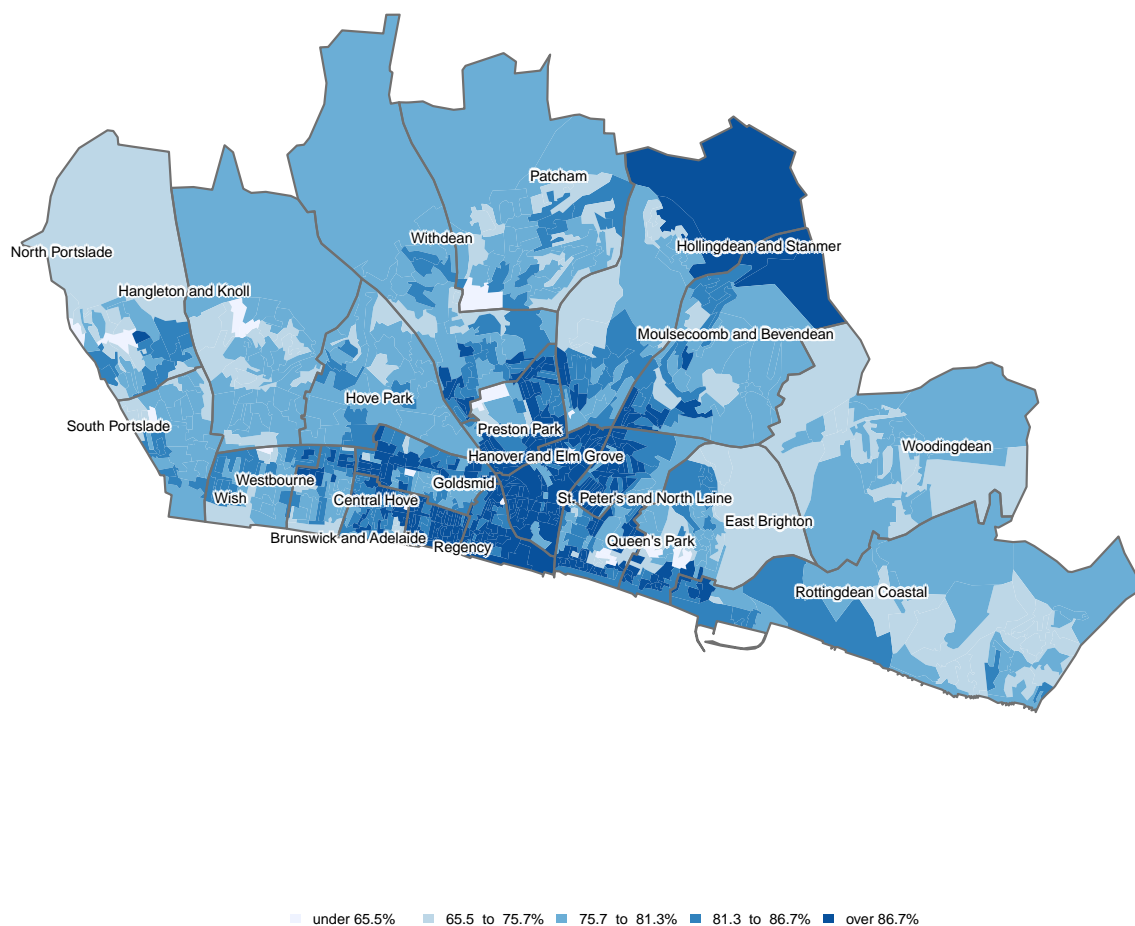 Patcham
Withdean
Hollingdean and Stanmer
North Portslade
Hangleton and Knoll
Moulsecoomb and Bevendean
Hove Park
South Portslade
Preston Park
Woodingdean
Hanover and Elm Grove
Westbourne
Goldsmid
Wish
Central Hove
St. Peter's and North Laine
East Brighton
Brunswick and Adelaide
Regency
Queen's Park
Rottingdean Coastal
under 65.5% 65.5 to 75.7% 75.7 to 81.3% 81.3 to 86.7% over 86.7%